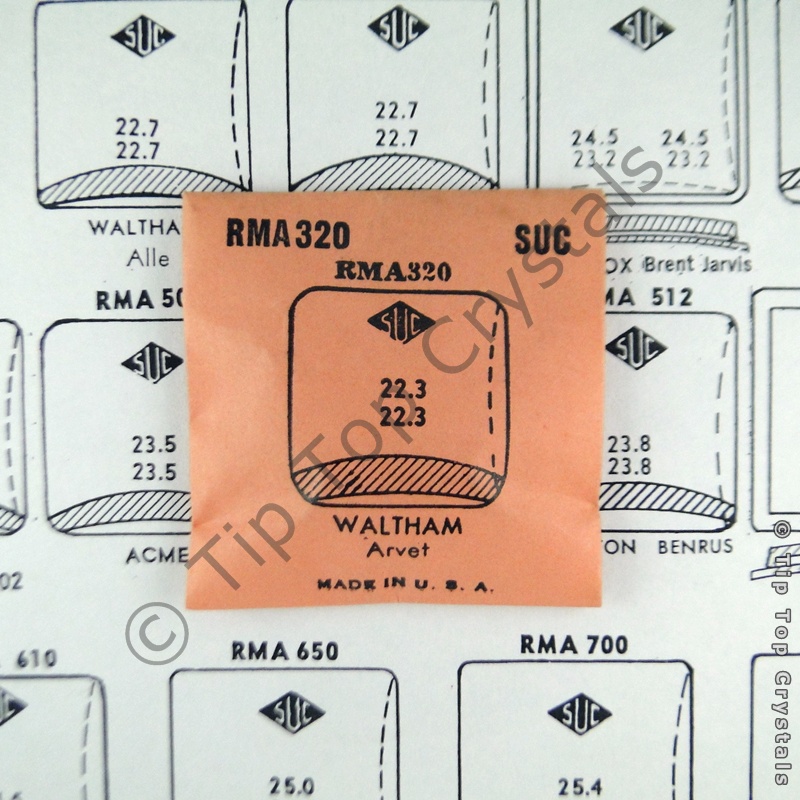 SUC
SUC
SUC
22.7
22.7
22.7
22.7
24.5 24.5
23.2 23.2
WALTHA
Alle
OX Brent Jarvis
RMA 50
MA 512
SUC
SUC
23.5
23.5
23.8
23.8
ACME
ON BENRUS
02
RMA320 SUC
RMA320
SUC
22.3
22.3
WALTHAM
Arvet
MADE IN U. S. A.
610
RMA 650
RMA 700
SUC
SUC
25.0
25.4
© Tip Top Crystals
© Tip Top Crystals